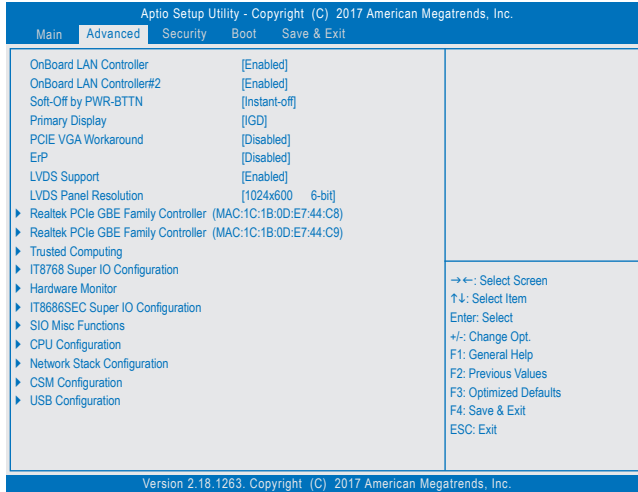 Aptio Setup Utility - Copyright (C) 2017 American Megatrends, Inc.
Main Advanced Security Boot Save & Exit
OnBoard LAN Controller [Enabled]
OnBoard LAN Controller#2 [Enabled]
Soft-Off by PWR-BTTN [Instant-off]
Primary Display [IGD]
PCIE VGA Workaround [Disabled]
ErP [Disabled]
LVDS Support [Enabled]
LVDS Panel Resolution [1024x600 6-bit]
Realtek PCIe GBE Family Controller (MAC:1C:1B:0D:E7:44:C8)
Realtek PCIe GBE Family Controller (MAC:1C:1B:0D:E7:44:C9)
Trusted Computing
IT8768 Super IO Configuration
Hardware Monitor
IT8686SEC Super IO Configuration
SIO Misc Functions
CPU Configuration
Network Stack Configuration
CSM Configuration
USB Configuration
→←: Select Screen
↑↓: Select Item
Enter: Select
+/-: Change Opt.
F1: General Help
F2: Previous Values
F3: Optimized Defaults
F4: Save & Exit
ESC: Exit
Version 2.18.1263. Copyright (C) 2017 American Megatrends, Inc.